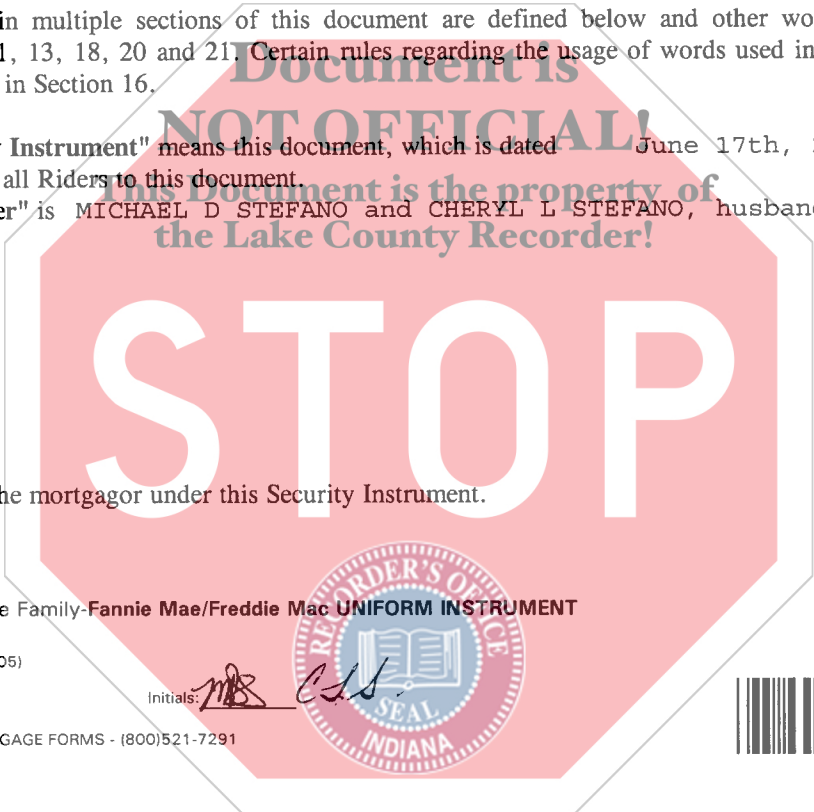 in multiple sections of this document are defined below and other wo
1, 13, 18, 20 and 21. Certain rules regarding the usage of words used in
in Section 16.
Document is
NOT OFFICIAL!
Instrument" means this document, which is dated June 17th,
all Riders to this document.
This Document is the property of
er" is MICHAEL D STEFANO and CHERYL L STEFANO, husban
the Lake County Recorder!
STOP
he mortgagor under this Security Instrument.
RECORDER'S OFFICE
e Family-Fannie Mae/Freddie Mac UNIFORM INSTRUMENT
05)
Initials: MDS CLS.
SEAL
INDIANA
GAGE FORMS - (800)521-7291